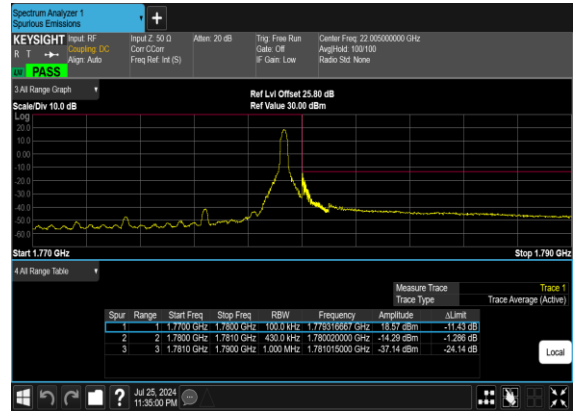 Spectrum Analyzer 1
Spurious Emissions
KEYSIGHT Input: RF Input Z: 50 Ω Atten: 20 dB Trig: Free Run Center Freq: 22.005000000 GHz
R T Coupling: DC Corr CCorr Gate: Off Avg|Hold: 100/100
Align: Auto Freq Ref: Int (S) IF Gain: Low Radio Std: None
LW PASS
3 All Range Graph
Ref Lvl Offset 25.80 dB
Scale/Div 10.0 dB Ref Value 30.00 dBm
Log
20.0
10.0
0.00
-10.0
-20.0
-30.0
-40.0
-50.0
-60.0
Start 1.770 GHz Stop 1.790 GHz
4 All Range Table
Measure Trace Trace 1
Trace Type Trace Average (Active)
Spur Range Start Freq Stop Freq RBW Frequency Amplitude ΔLimit
1 1 1.7700 GHz 1.7800 GHz 100.0 kHz 1.779316667 GHz 18.57 dBm -11.43 dB
2 2 1.7800 GHz 1.7810 GHz 430.0 kHz 1.780020000 GHz -14.29 dBm -1.286 dB
3 3 1.7810 GHz 1.7900 GHz 1.000 MHz 1.781015000 GHz -37.14 dBm -24.14 dB
Local
? Jul 25, 2024
11:35:00 PM